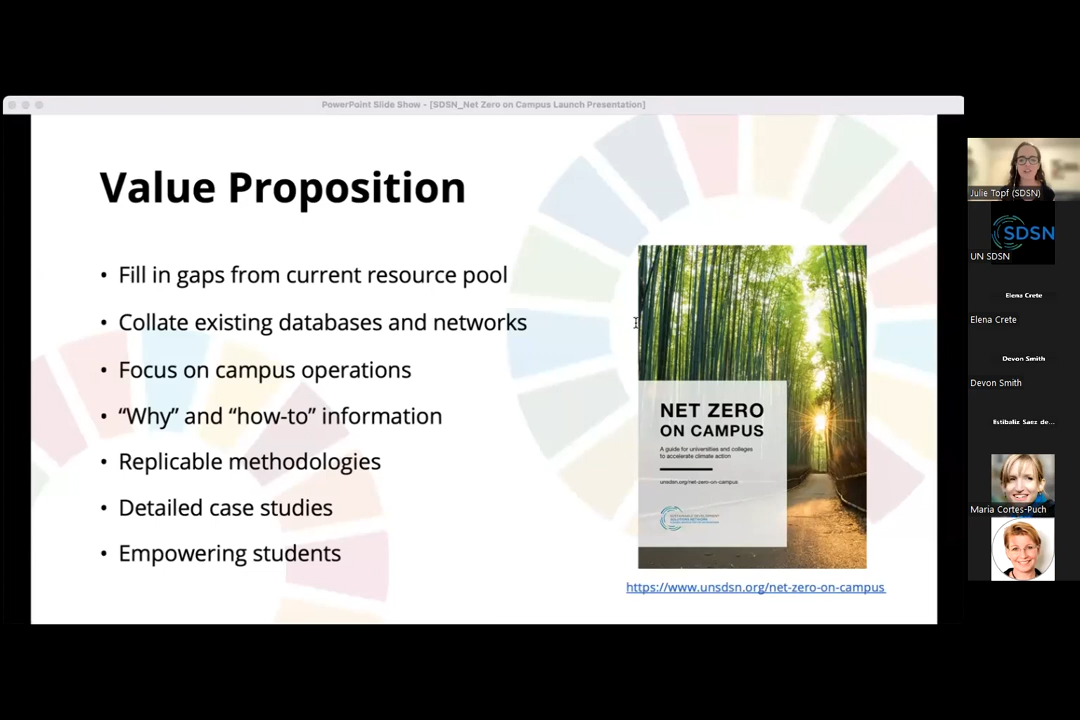 PowerPoint Slide Show - [SDSN_Net Zero on Campus Launch Presentation]
Value Proposition
• Fill in gaps from current resource pool
• Collate existing databases and networks
• Focus on campus operations
• “Why” and “how-to” information
• Replicable methodologies
• Detailed case studies
• Empowering students
NET ZERO
ON CAMPUS
A guide for universities and colleges
to accelerate climate action
unsdsn.org/net-zero-on-campus
SUSTAINABLE DEVELOPMENT
SOLUTIONS NETWORK
https://www.unsdsn.org/net-zero-on-campus
Julie Topf (SDSN)
SDSN
UN SDSN
Elena Crete
Elena Crete
Devon Smith
Devon Smith
Estibaliz Saez de...
Maria Cortes-Puch